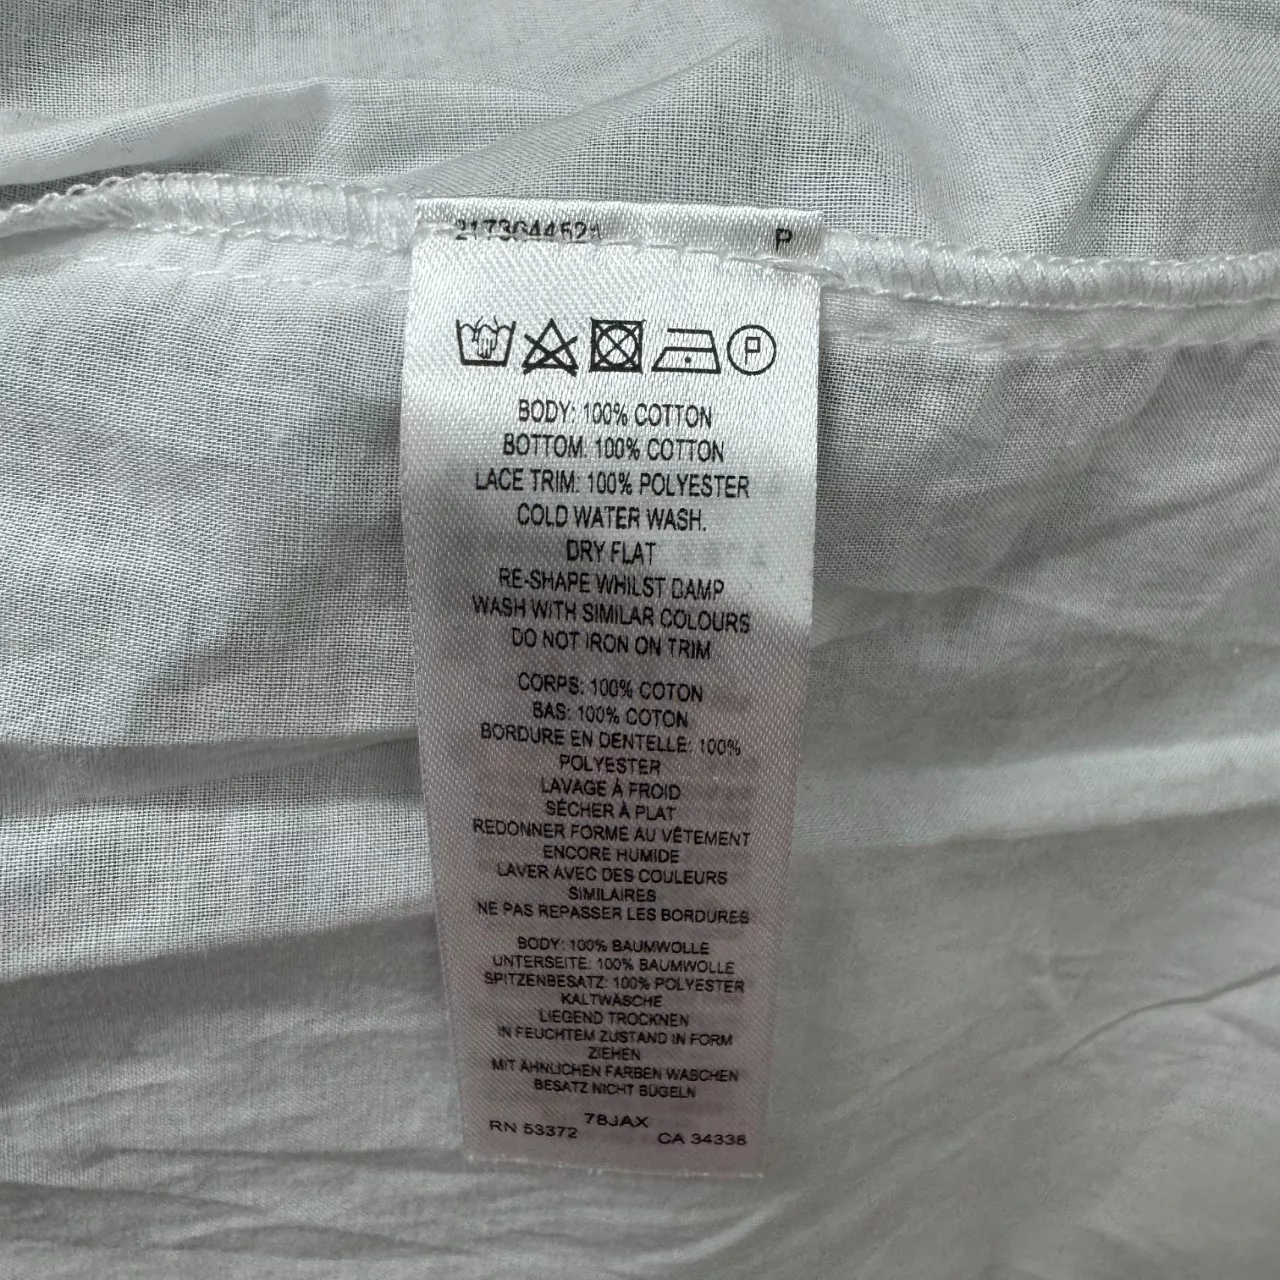 P
BODY: 100% COTTON
BOTTOM: 100% COTTON
LACE TRIM: 100% POLYESTER
COLD WATER WASH.
DRY FLAT
RE-SHAPE WHILST DAMP
WASH WITH SIMILAR COLOURS
DO NOT IRON ON TRIM
CORPS: 100% COTON
BAS: 100% COTON
BORDURE EN DENTELLE: 100%
POLYESTER
LAVAGE À FROID
SÉCHER À PLAT
REDONNER FORME AU VÊTEMENT
ENCORE HUMIDE
LAVER AVEC DES COULEURS
SIMILAIRES
NE PAS REPASSER LES BORDURES
BODY: 100% BAUMWOLLE
UNTERSEITE: 100% BAUMWOLLE
SPITZENBESATZ: 100% POLYESTER
KALTWÄSCHE
LIEGEND TROCKNEN
IN FEUCHTEM ZUSTAND IN FORM
ZIEHEN
MIT ÄHNLICHEN FARBEN WASCHEN
BESATZ NICHT BÜGELN
78JAX
RN 53372 CA 34338